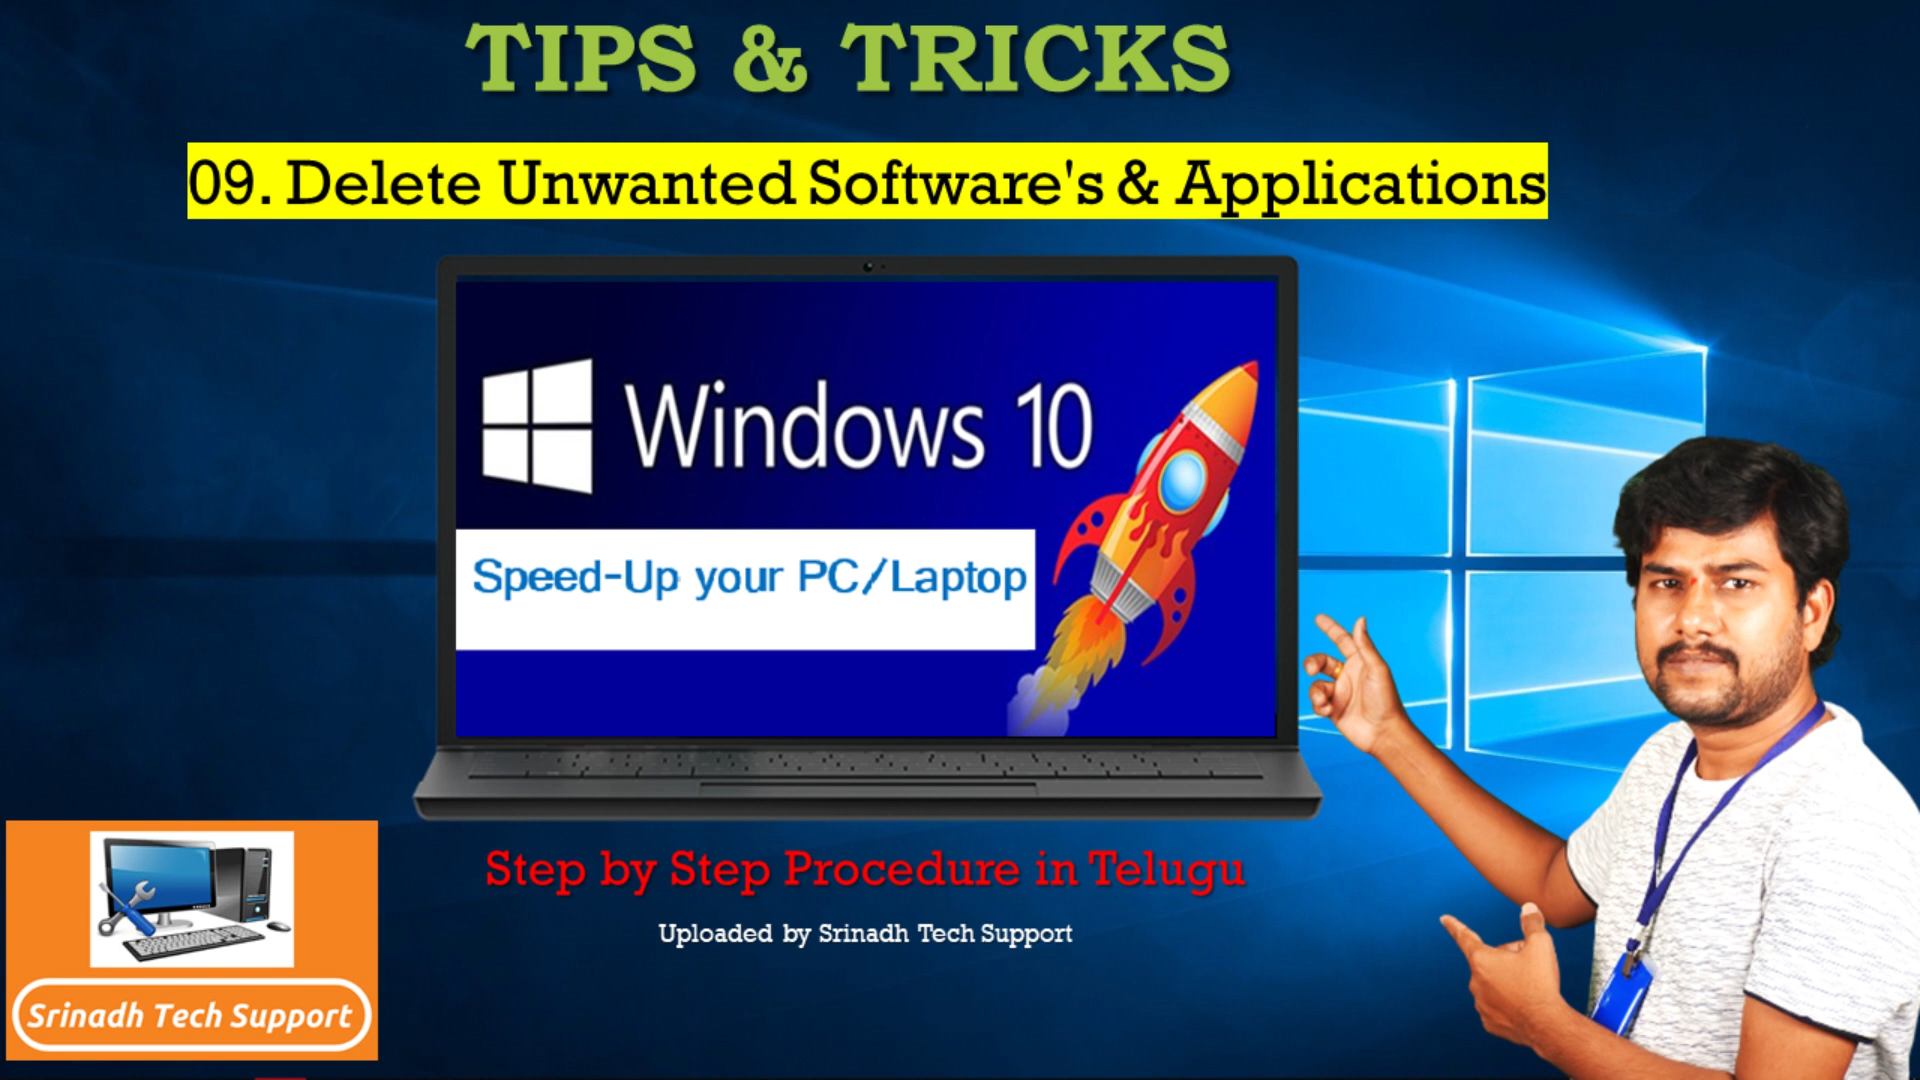 TIPS & TRICKS
09. Delete Unwanted Software's & Applications
Windows 10
Speed-Up your PC/Laptop
Step by Step Procedure in Telugu
Uploaded by Srinadh Tech Support
Srinadh Tech Support